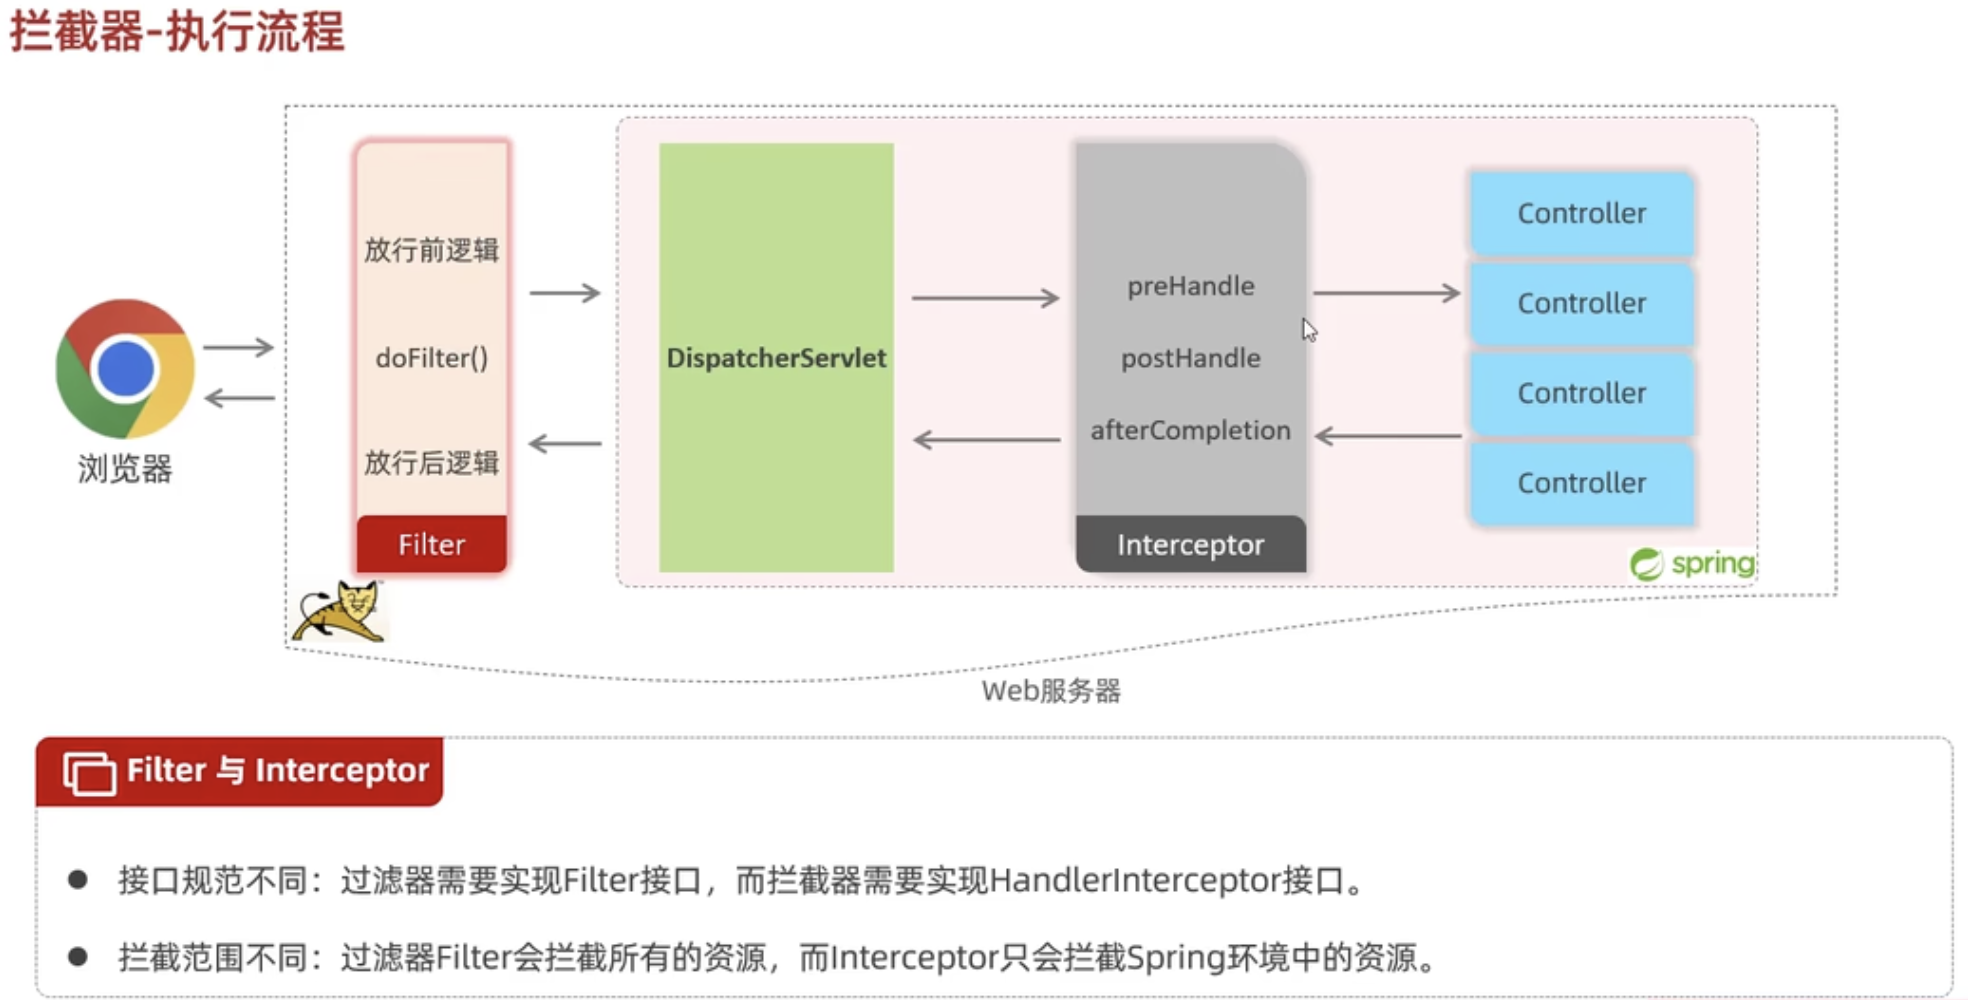 拦截器-执行流程
浏览器
放行前逻辑
doFilter()
放行后逻辑
Filter
DispatcherServlet
preHandle
postHandle
afterCompletion
Interceptor
Controller
Controller
Controller
Controller
spring
Web服务器
Filter 与 Interceptor
接口规范不同：过滤器需要实现Filter接口，而拦截器需要实现HandlerInterceptor接口。
拦截范围不同：过滤器Filter会拦截所有的资源，而Interceptor只会拦截Spring环境中的资源。